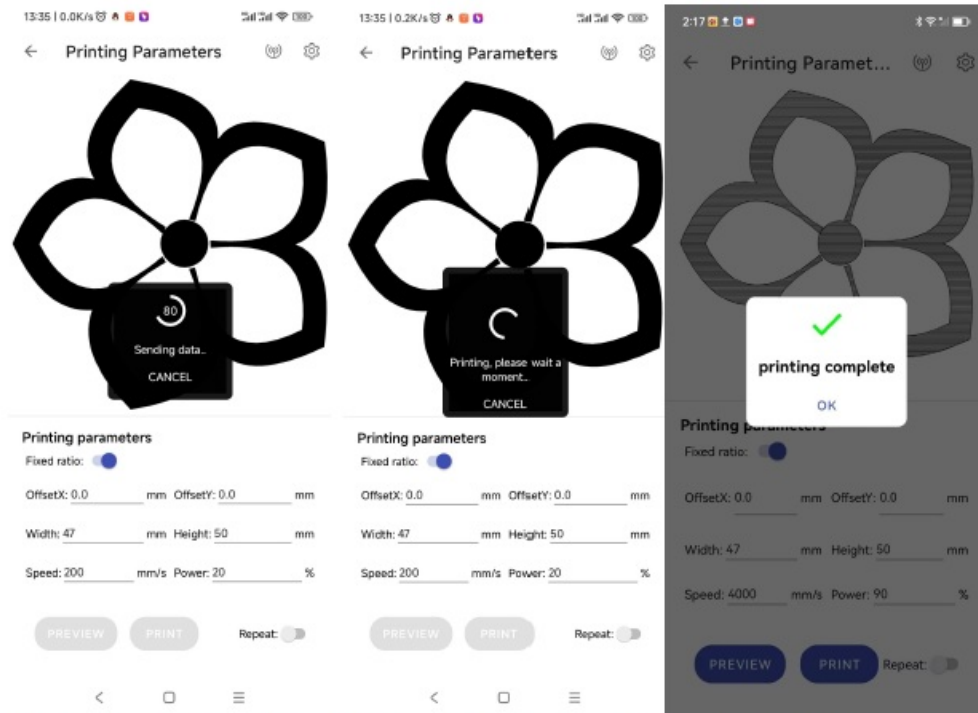 13:35 | 0.0K/s
Printing Parameters
80
Sending data...
CANCEL
Printing parameters
Fixed ratio:
OffsetX: 0.0 mm OffsetY: 0.0 mm
Width: 47 mm Height: 50 mm
Speed: 200 mm/s Power: 20 %
PREVIEW PRINT Repeat:
13:35 | 0.2K/s
Printing Parameters
Printing, please wait a
moment...
CANCEL
Printing parameters
Fixed ratio:
OffsetX: 0.0 mm OffsetY: 0.0 mm
Width: 47 mm Height: 50 mm
Speed: 200 mm/s Power: 20 %
PREVIEW PRINT Repeat:
2:17
Printing Paramet...
printing complete
OK
Printing parameters
Fixed ratio:
OffsetX: 0.0 mm OffsetY: 0.0 mm
Width: 47 mm Height: 50 mm
Speed: 4000 mm/s Power: 90 %
PREVIEW PRINT Repeat: